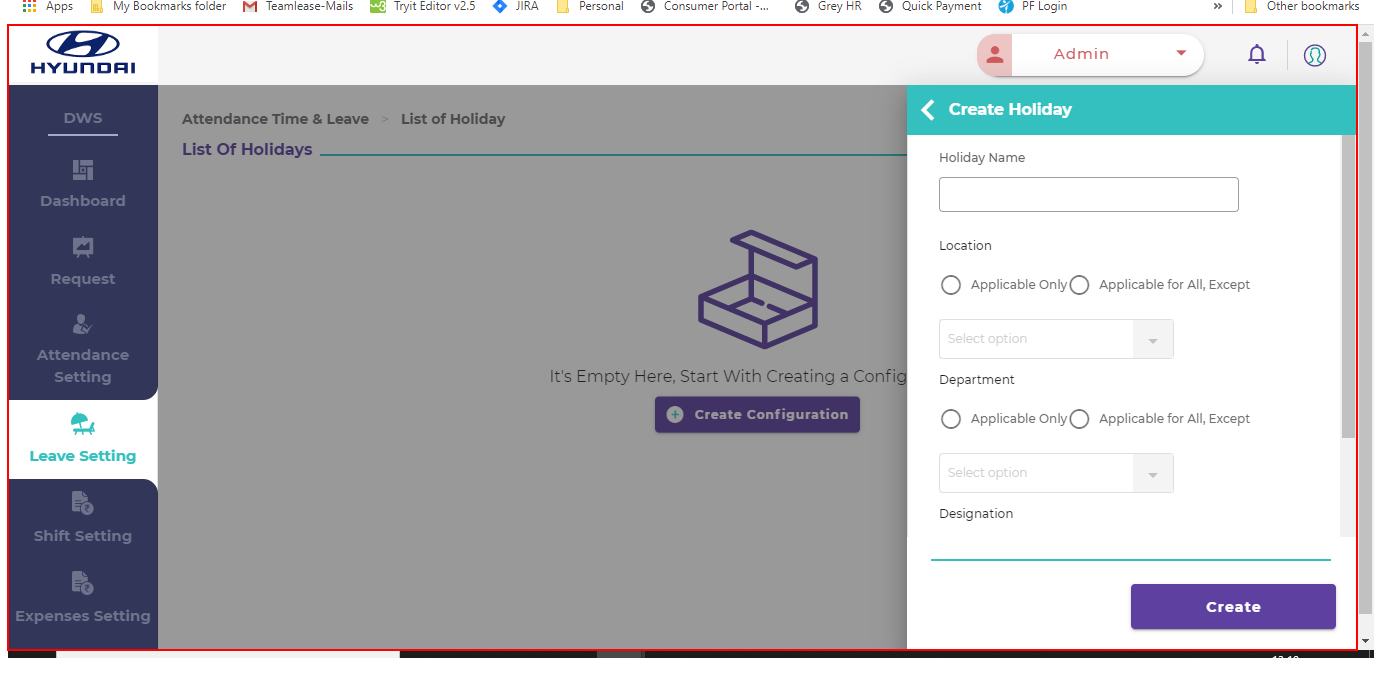 Apps My Bookmarks folder Teamlease-Mails Tryit Editor v2.5 JIRA Personal Consumer Portal -... Grey HR Quick Payment PF Login » Other bookmarks
HYUNDAI
Admin
DWS
Dashboard
Request
Attendance
Setting
Leave Setting
Shift Setting
Expenses Setting
Attendance Time & Leave > List of Holiday
List Of Holidays
It's Empty Here, Start With Creating a Config
Create Configuration
Create Holiday
Holiday Name
Location
Applicable Only Applicable for All, Except
Select option
Department
Applicable Only Applicable for All, Except
Select option
Designation
Create